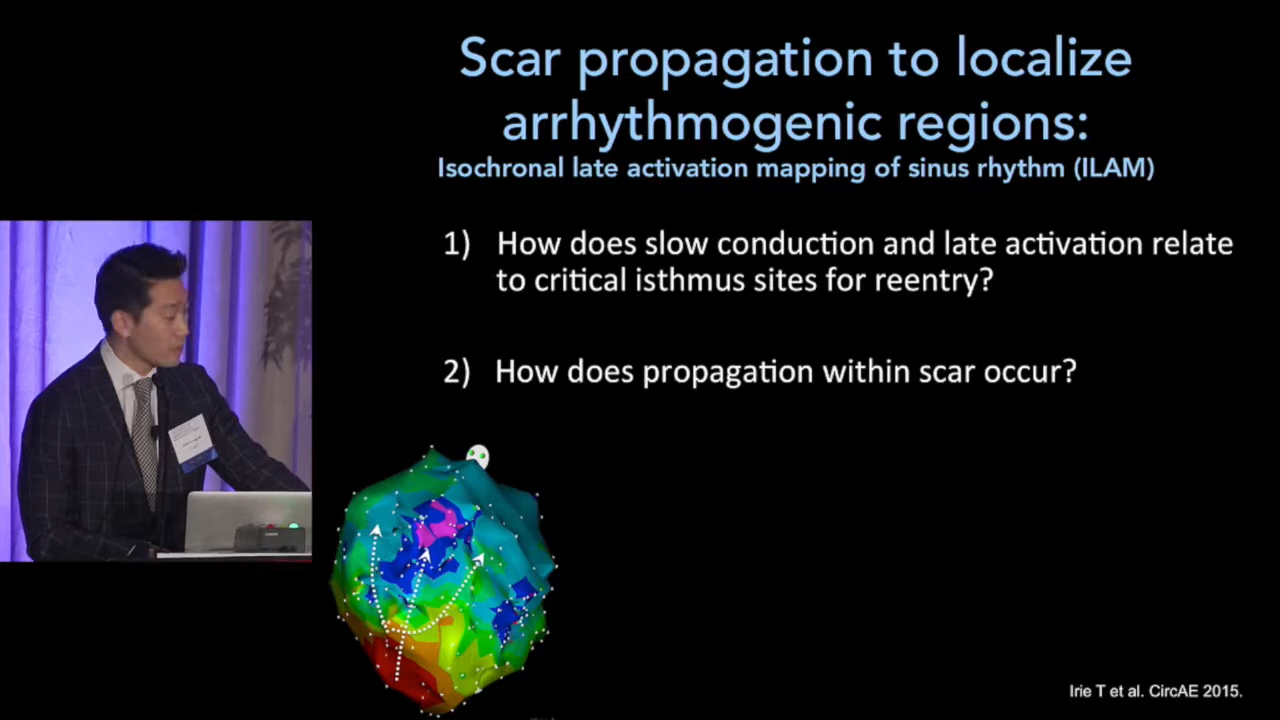 Scar propagation to localize
arrhythmogenic regions:
Isochronal late activation mapping of sinus rhythm (ILAM)
1) How does slow conduction and late activation relate
to critical isthmus sites for reentry?
2) How does propagation within scar occur?
Irie T et al. CircAE 2015.